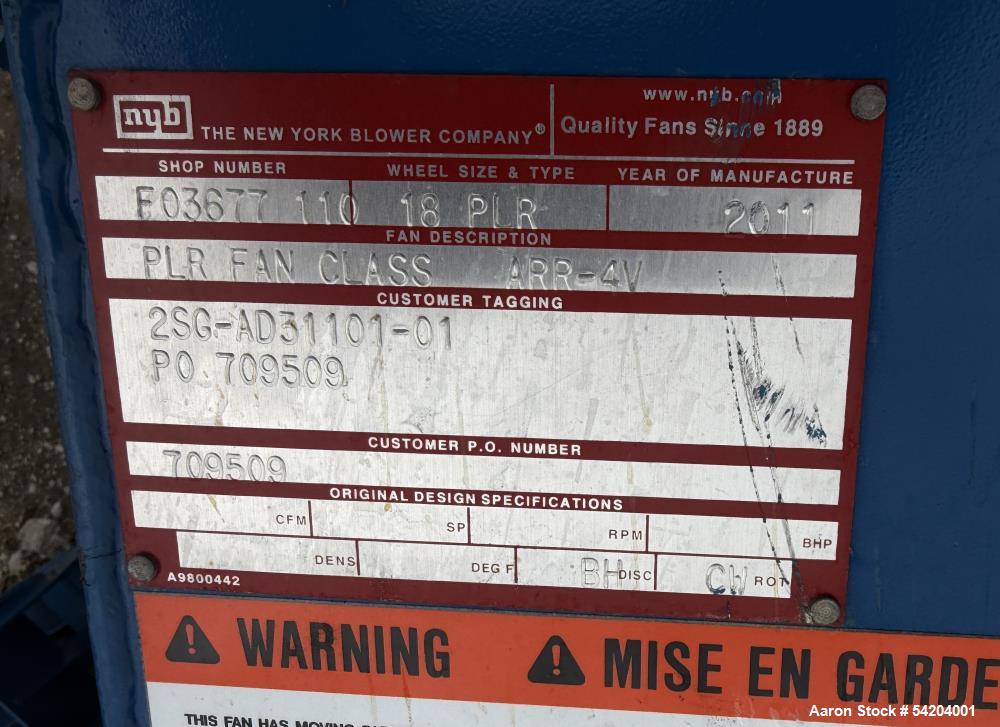 nyb THE NEW YORK BLOWER COMPANY®
www.nyb.com
Quality Fans Since 1889
SHOP NUMBER WHEEL SIZE & TYPE YEAR OF MANUFACTURE
F03677 110 18 PLR 2011
FAN DESCRIPTION
PLR FAN CLASS ARR-4V
CUSTOMER TAGGING
2SG-AD31101-01
PO 709509
CUSTOMER P.O. NUMBER
709509
ORIGINAL DESIGN SPECIFICATIONS
CFM SP RPM BHP
DENS DEG F BH DISC CW ROT
A9800442
WARNING MISE EN GARDE
THIS FAN HAS MOVING
Aaron Stock # 54204001